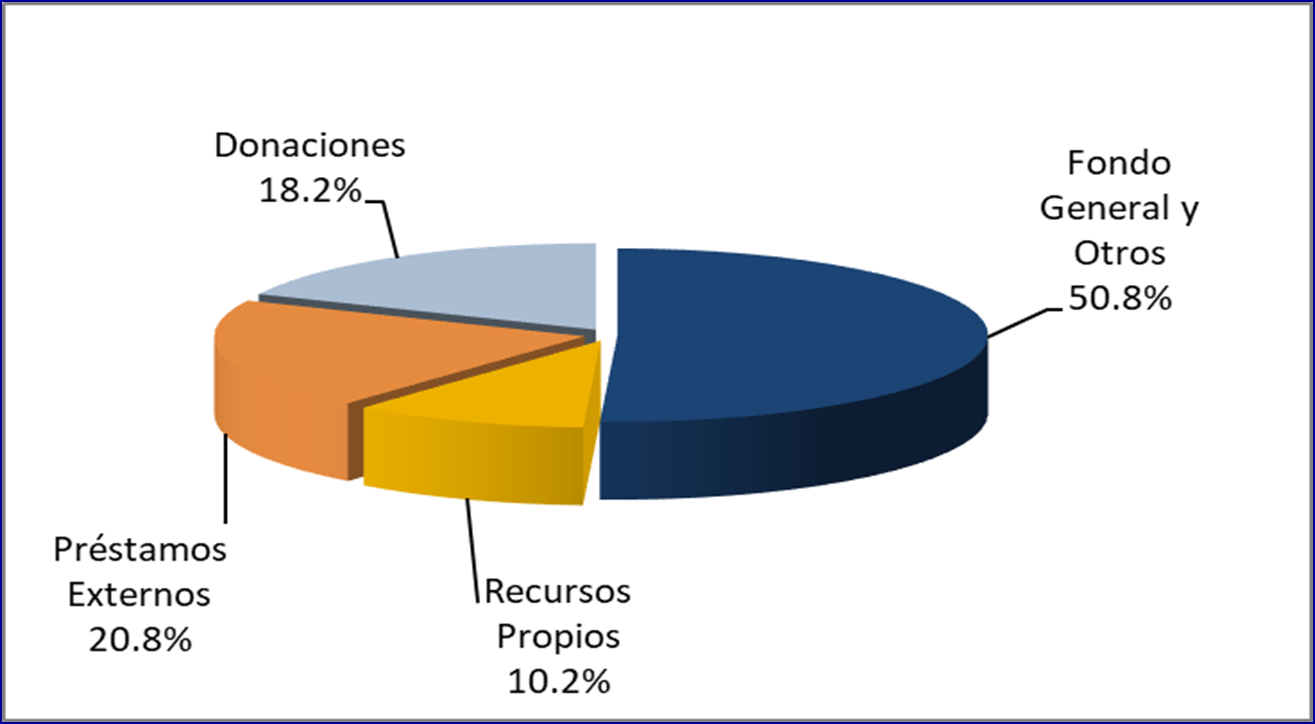 Donaciones
18.2%
Fondo
General y
Otros
50.8%
Préstamos
Externos
20.8%
Recursos
Propios
10.2%